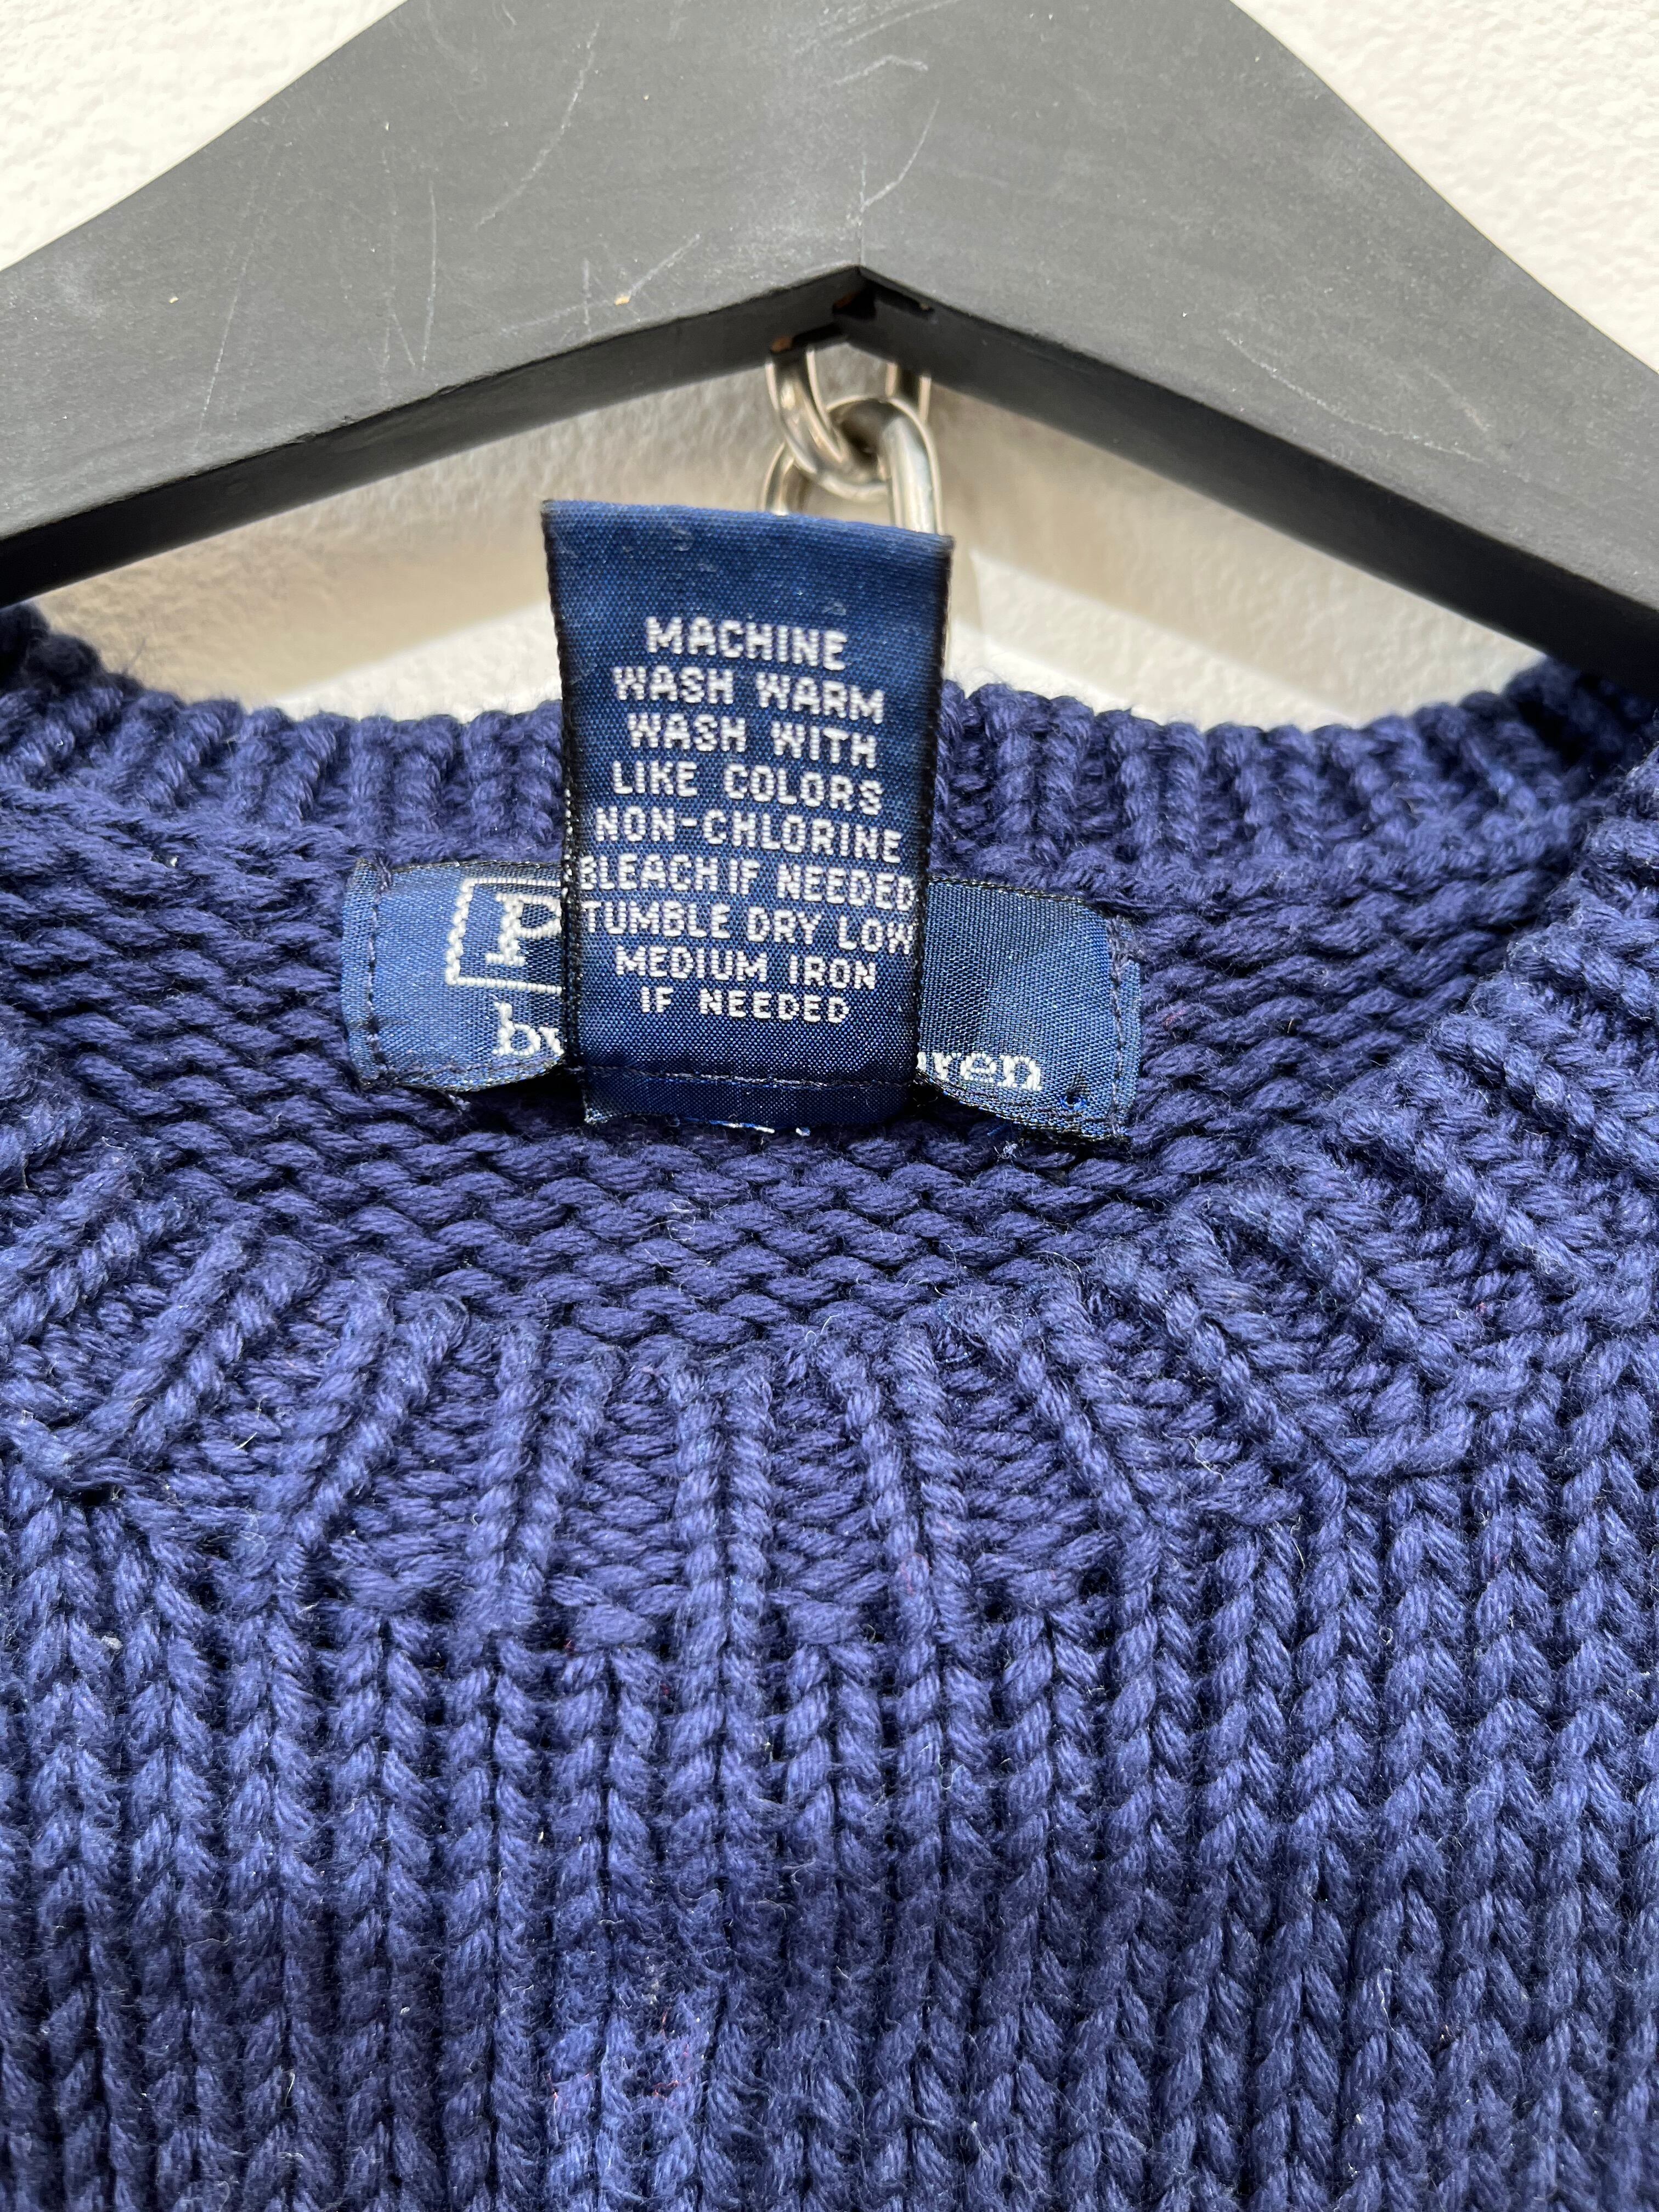 MACHINE
WASH WARM
WASH WITH
LIKE COLORS
NON-CHLORINE
BLEACH IF NEEDED
TUMBLE DRY LOW
MEDIUM IRON
IF NEEDED